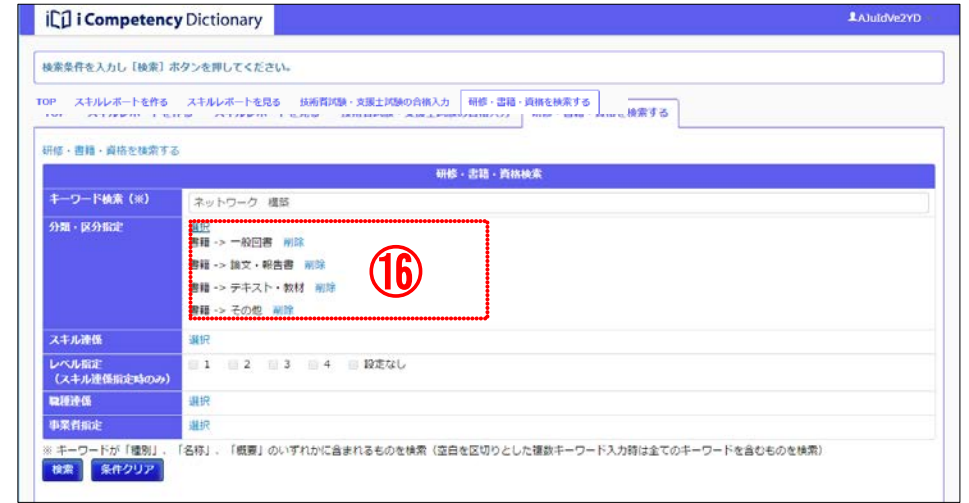 i Competency Dictionary
AJuIdVe2YD
検索条件を入力し［検索］ボタンを押してください。
TOP スキルレポートを作る スキルレポートを見る 技術者試験・支援士試験の合格入力 研修・書籍・資格を検索する
検索する
研修・書籍・資格を検索する
研修・書籍・資格検索
キーワード検索（※） ネットワーク 構築
分類・区分指定 選択
書籍 -> 一般図書 削除
書籍 -> 論文・報告書 削除
⑯
書籍 -> テキスト・教材 削除
書籍 -> その他 削除
スキル連係 選択
レベル指定 1 2 3 4 設定なし
（スキル連係指定時のみ）
職種連係 選択
事業者指定 選択
※ キーワードが「種別」、「名称」、「概要」のいずれかに含まれるものを検索（空白を区切りとした複数キーワード入力時は全てのキーワードを含むものを検索）
検索 条件クリア